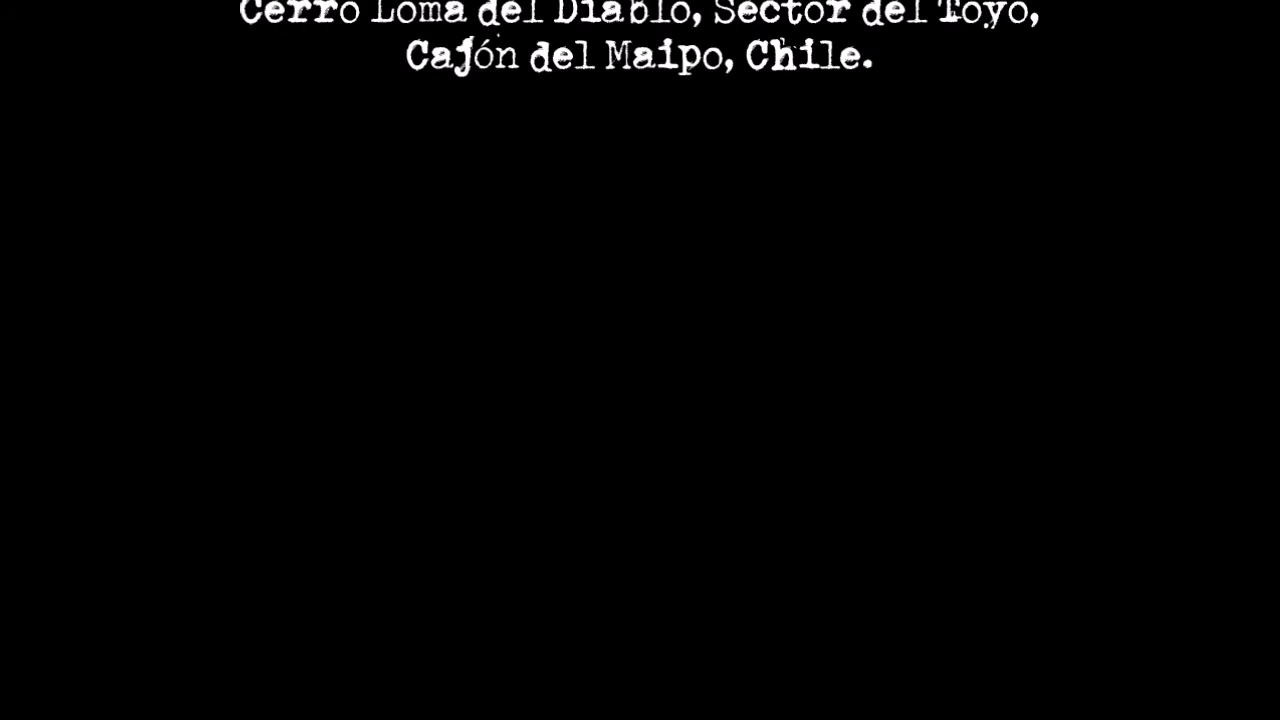 Cerro Loma del Diablo, Sector del Toyo,
Cajón del Maipo, Chile.